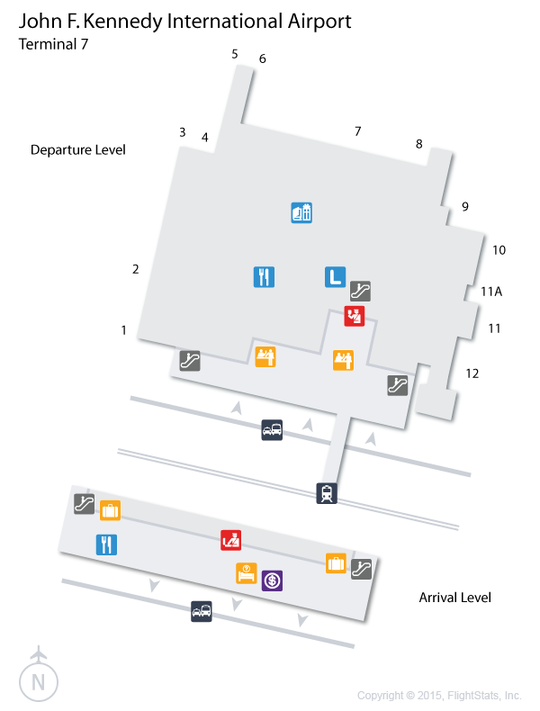 John F. Kennedy International Airport
Terminal 7
5
6
3
4
7
8
Departure Level
9
10
2
L
11A
1
11
12
?
$
Arrival Level
N
Copyright © 2015, FlightStats, Inc.